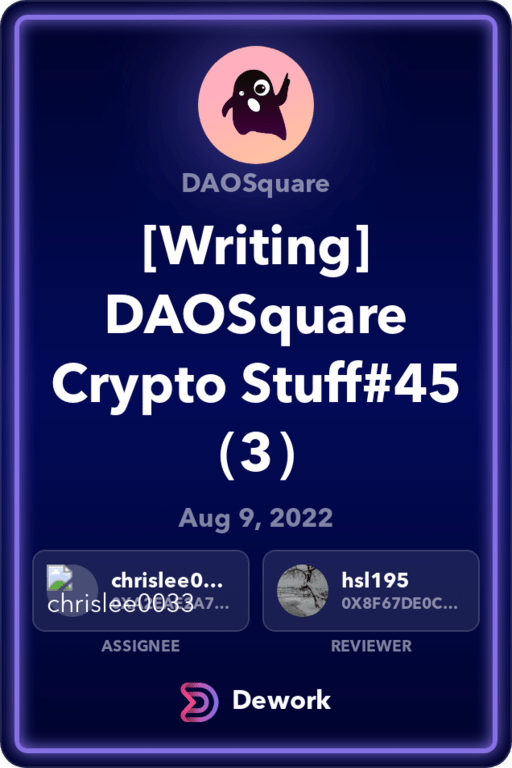 DAOSquare
[Writing]
DAOSquare
Crypto Stuff#45
(3)
Aug 9, 2022
chrislee0...
chrislee0033
ASSIGNEE
hsl195
0X8F67DE0C...
REVIEWER
Dework